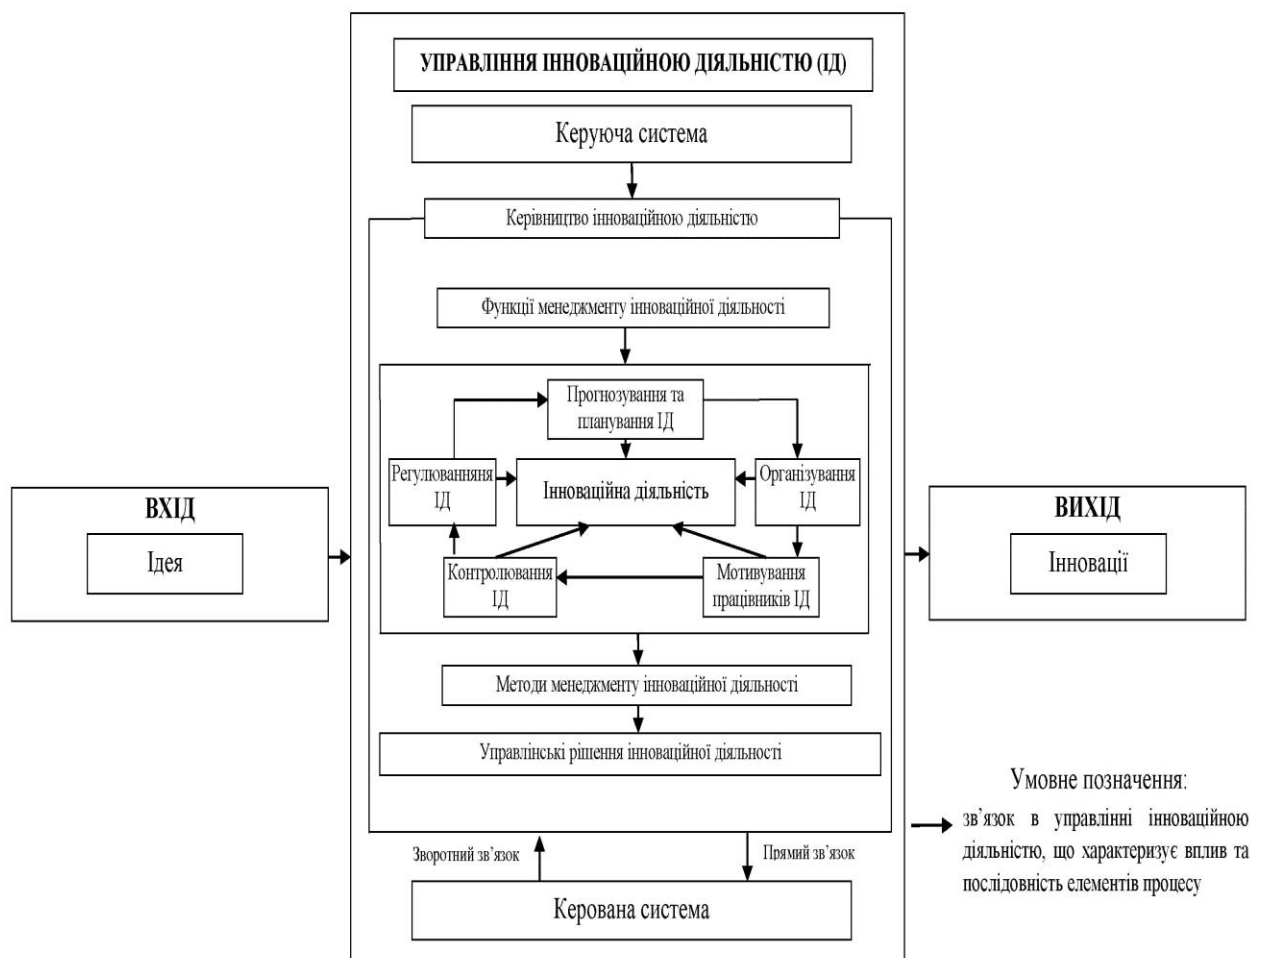 УПРАВЛІННЯ ІННОВАЦІЙНОЮ ДІЯЛЬНІСТЮ (ІД)
Керуюча система
Керівництво інноваційною діяльністю
Функції менеджменту інноваційної діяльності
Прогнозування та
планування ІД
Регулюванняня
ІД
Інноваційна діяльність
Організування
ІД
Контролювання
ІД
Мотивування
працівників ІД
ВХІД
Ідея
ВИХІД
Інновації
Методи менеджменту інноваційної діяльності
Управлінські рішення інноваційної діяльності
Зворотний зв’язок
Прямий зв’язок
Керована система
Умовне позначення:
зв’язок в управлінні інноваційною
діяльністю, що характеризує вплив та
послідовність елементів процесу